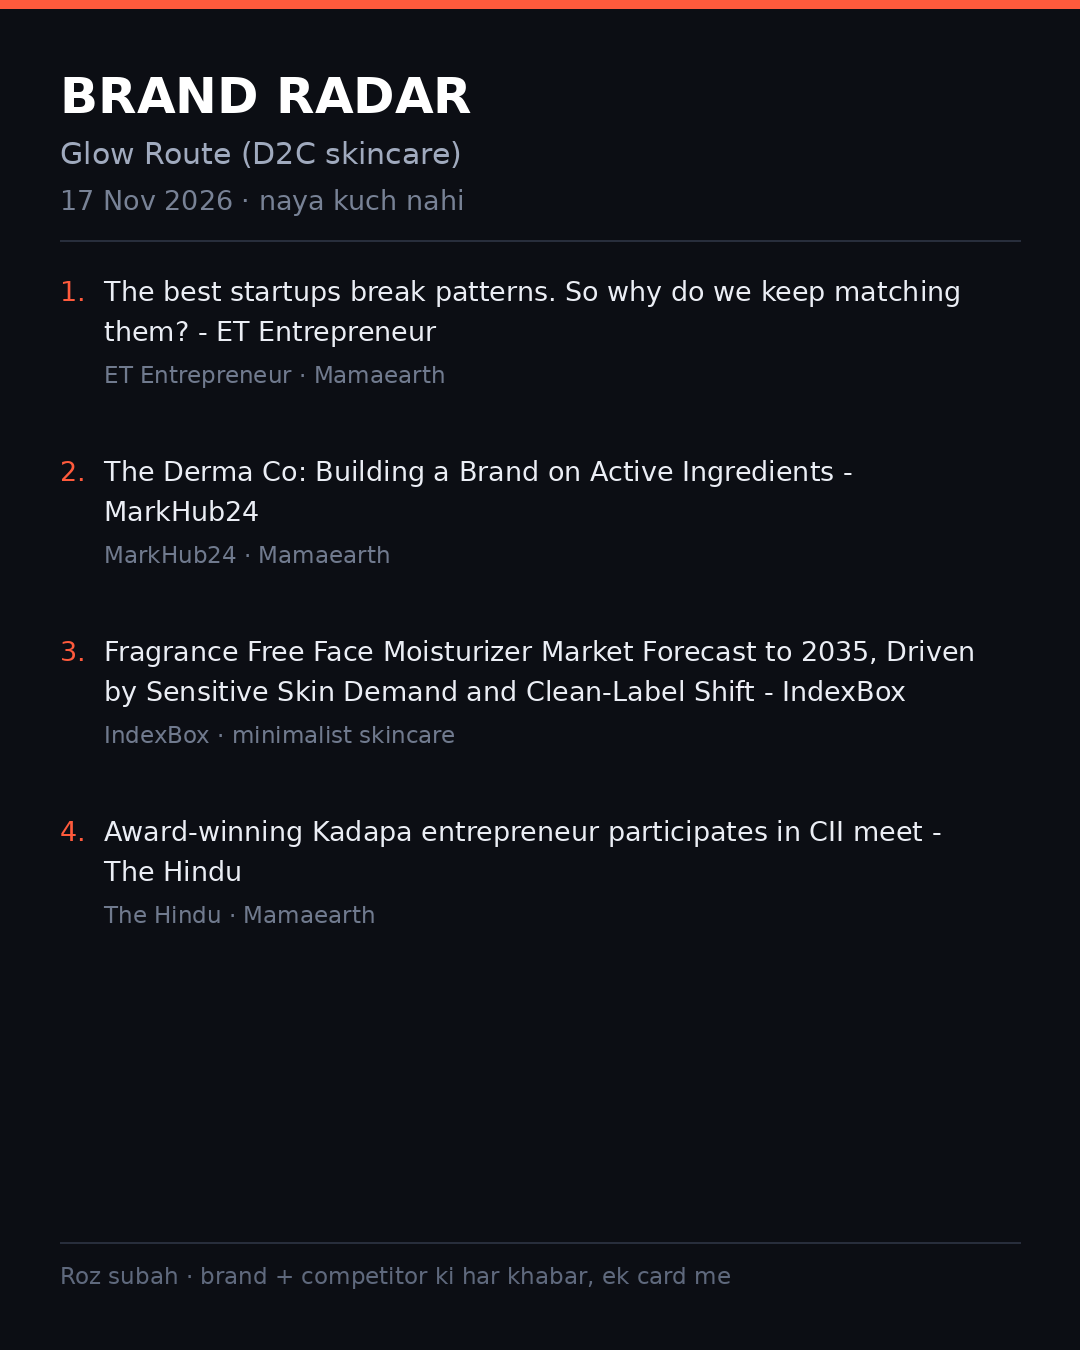 BRAND RADAR
Glow Route (D2C skincare)
17 Nov 2026 · naya kuch nahi
1. The best startups break patterns. So why do we keep matching
them? - ET Entrepreneur
ET Entrepreneur · Mamaearth
2. The Derma Co: Building a Brand on Active Ingredients -
MarkHub24
MarkHub24 · Mamaearth
3. Fragrance Free Face Moisturizer Market Forecast to 2035, Driven
by Sensitive Skin Demand and Clean-Label Shift - IndexBox
IndexBox · minimalist skincare
4. Award-winning Kadapa entrepreneur participates in CII meet -
The Hindu
The Hindu · Mamaearth
Roz subah · brand + competitor ki har khabar, ek card me